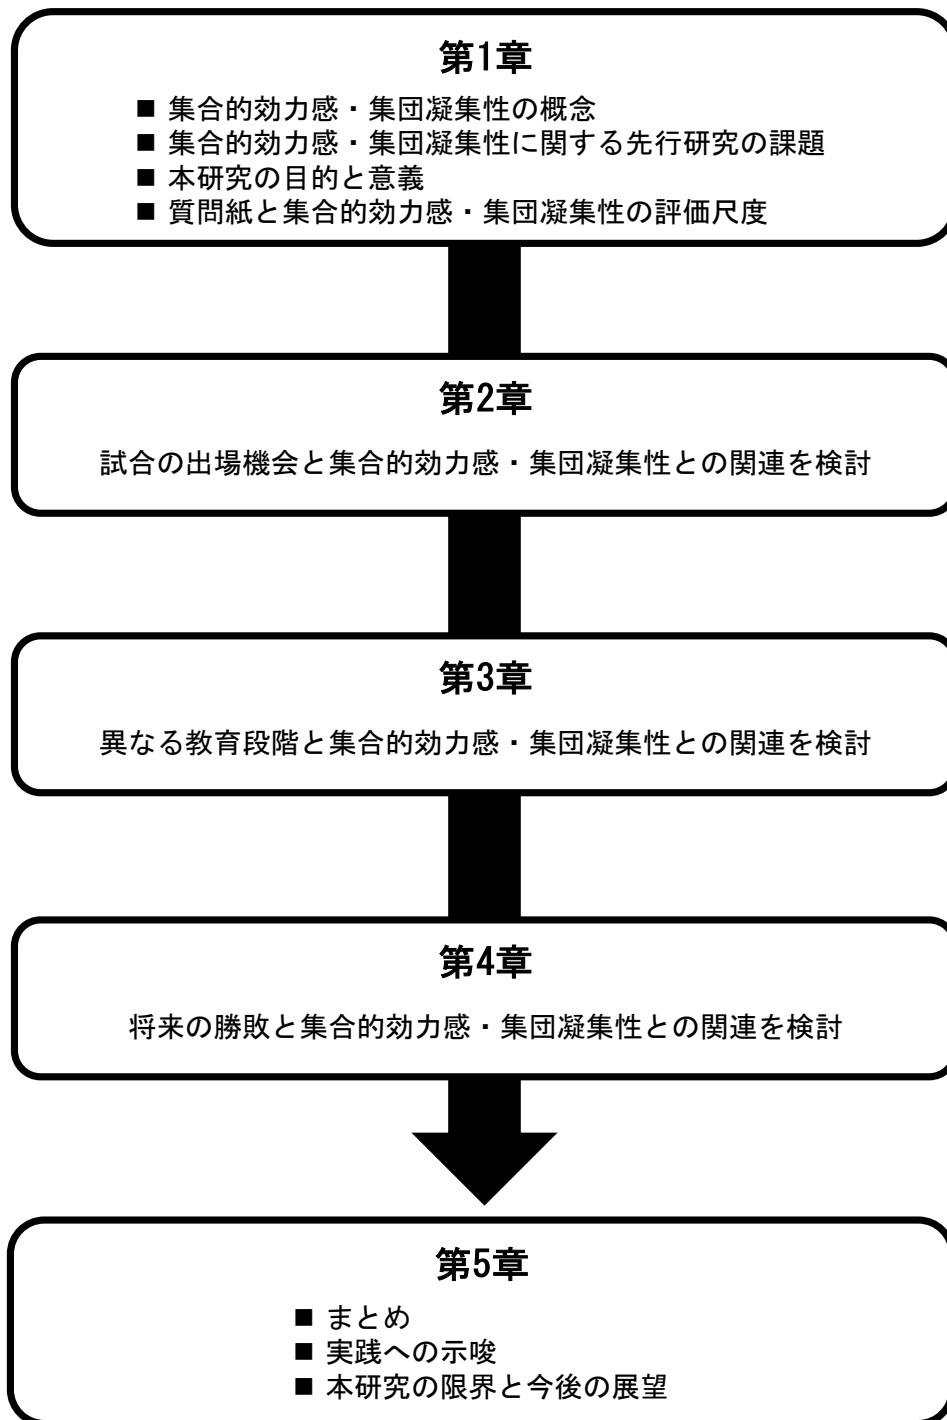 第1章
■ 集合的効力感・集団凝集性の概念
■ 集合的効力感・集団凝集性に関する先行研究の課題
■ 本研究の目的と意義
■ 質問紙と集合的効力感・集団凝集性の評価尺度
第2章
試合の出場機会と集合的効力感・集団凝集性との関連を検討
第3章
異なる教育段階と集合的効力感・集団凝集性との関連を検討
第4章
将来の勝敗と集合的効力感・集団凝集性との関連を検討
第5章
■ まとめ
■ 実践への示唆
■ 本研究の限界と今後の展望